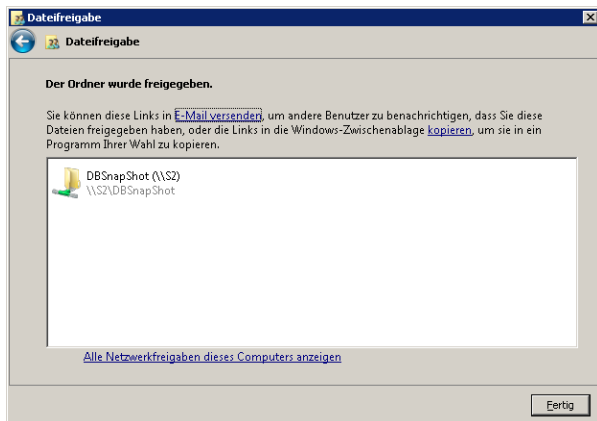 Dateifreigabe
Dateifreigabe
Der Ordner wurde freigegeben.
Sie können diese Links in E-Mail versenden, um andere Benutzer zu benachrichtigen, dass Sie diese
Dateien freigegeben haben, oder die Links in die Windows-Zwischenablage kopieren, um sie in ein
Programm Ihrer Wahl zu kopieren.
DBSnapShot (\\S2)
\\S2\DBSnapShot
Alle Netzwerkfreigaben dieses Computers anzeigen
Fertig